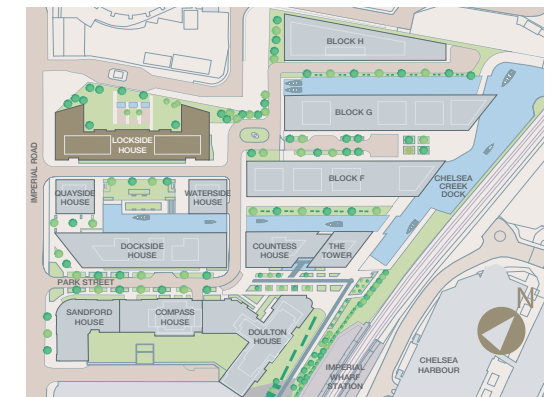 BLOCK H
BLOCK G
LOCKSIDE
HOUSE
IMPERIAL ROAD
BLOCK F
CHELSEA
CREEK
DOCK
QUAYSIDE
HOUSE
WATERSIDE
HOUSE
DOCKSIDE
HOUSE
COUNTESS
HOUSE
THE
TOWER
PARK STREET
SANDFORD
HOUSE
COMPASS
HOUSE
DOULTON
HOUSE
N
IMPERIAL
WHARF
STATION
CHELSEA
HARBOUR